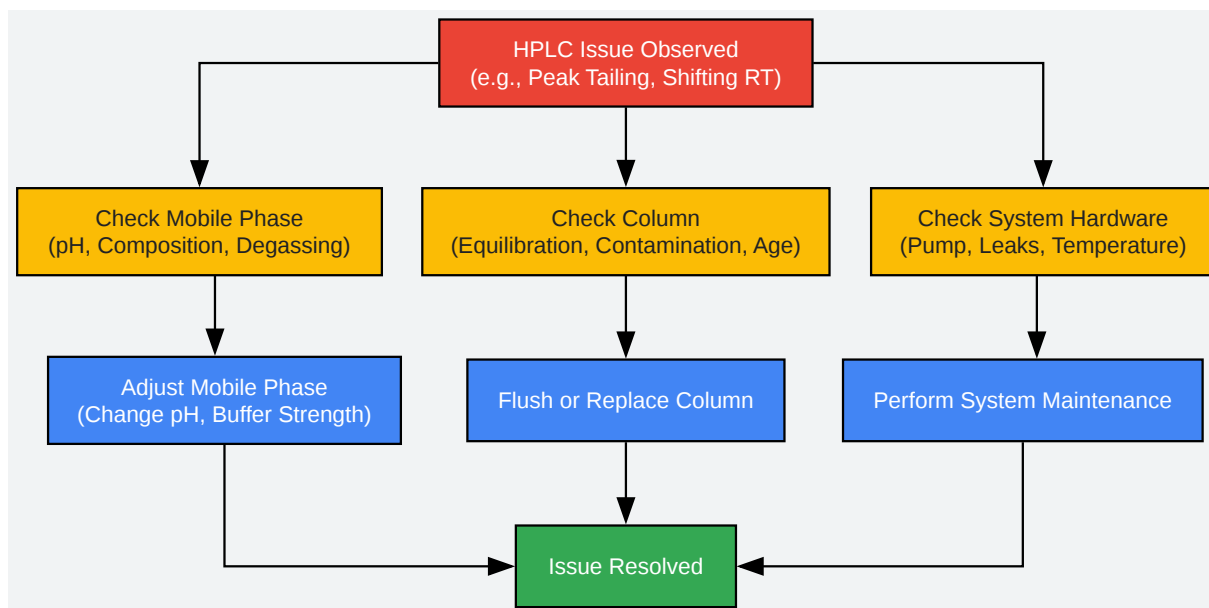 HPLC Issue Observed
(e.g., Peak Tailing, Shifting RT)
Check Mobile Phase
(pH, Composition, Degassing)
Check Column
(Equilibration, Contamination, Age)
Check System Hardware
(Pump, Leaks, Temperature)
Adjust Mobile Phase
(Change pH, Buffer Strength)
Flush or Replace Column
Perform System Maintenance
Issue Resolved